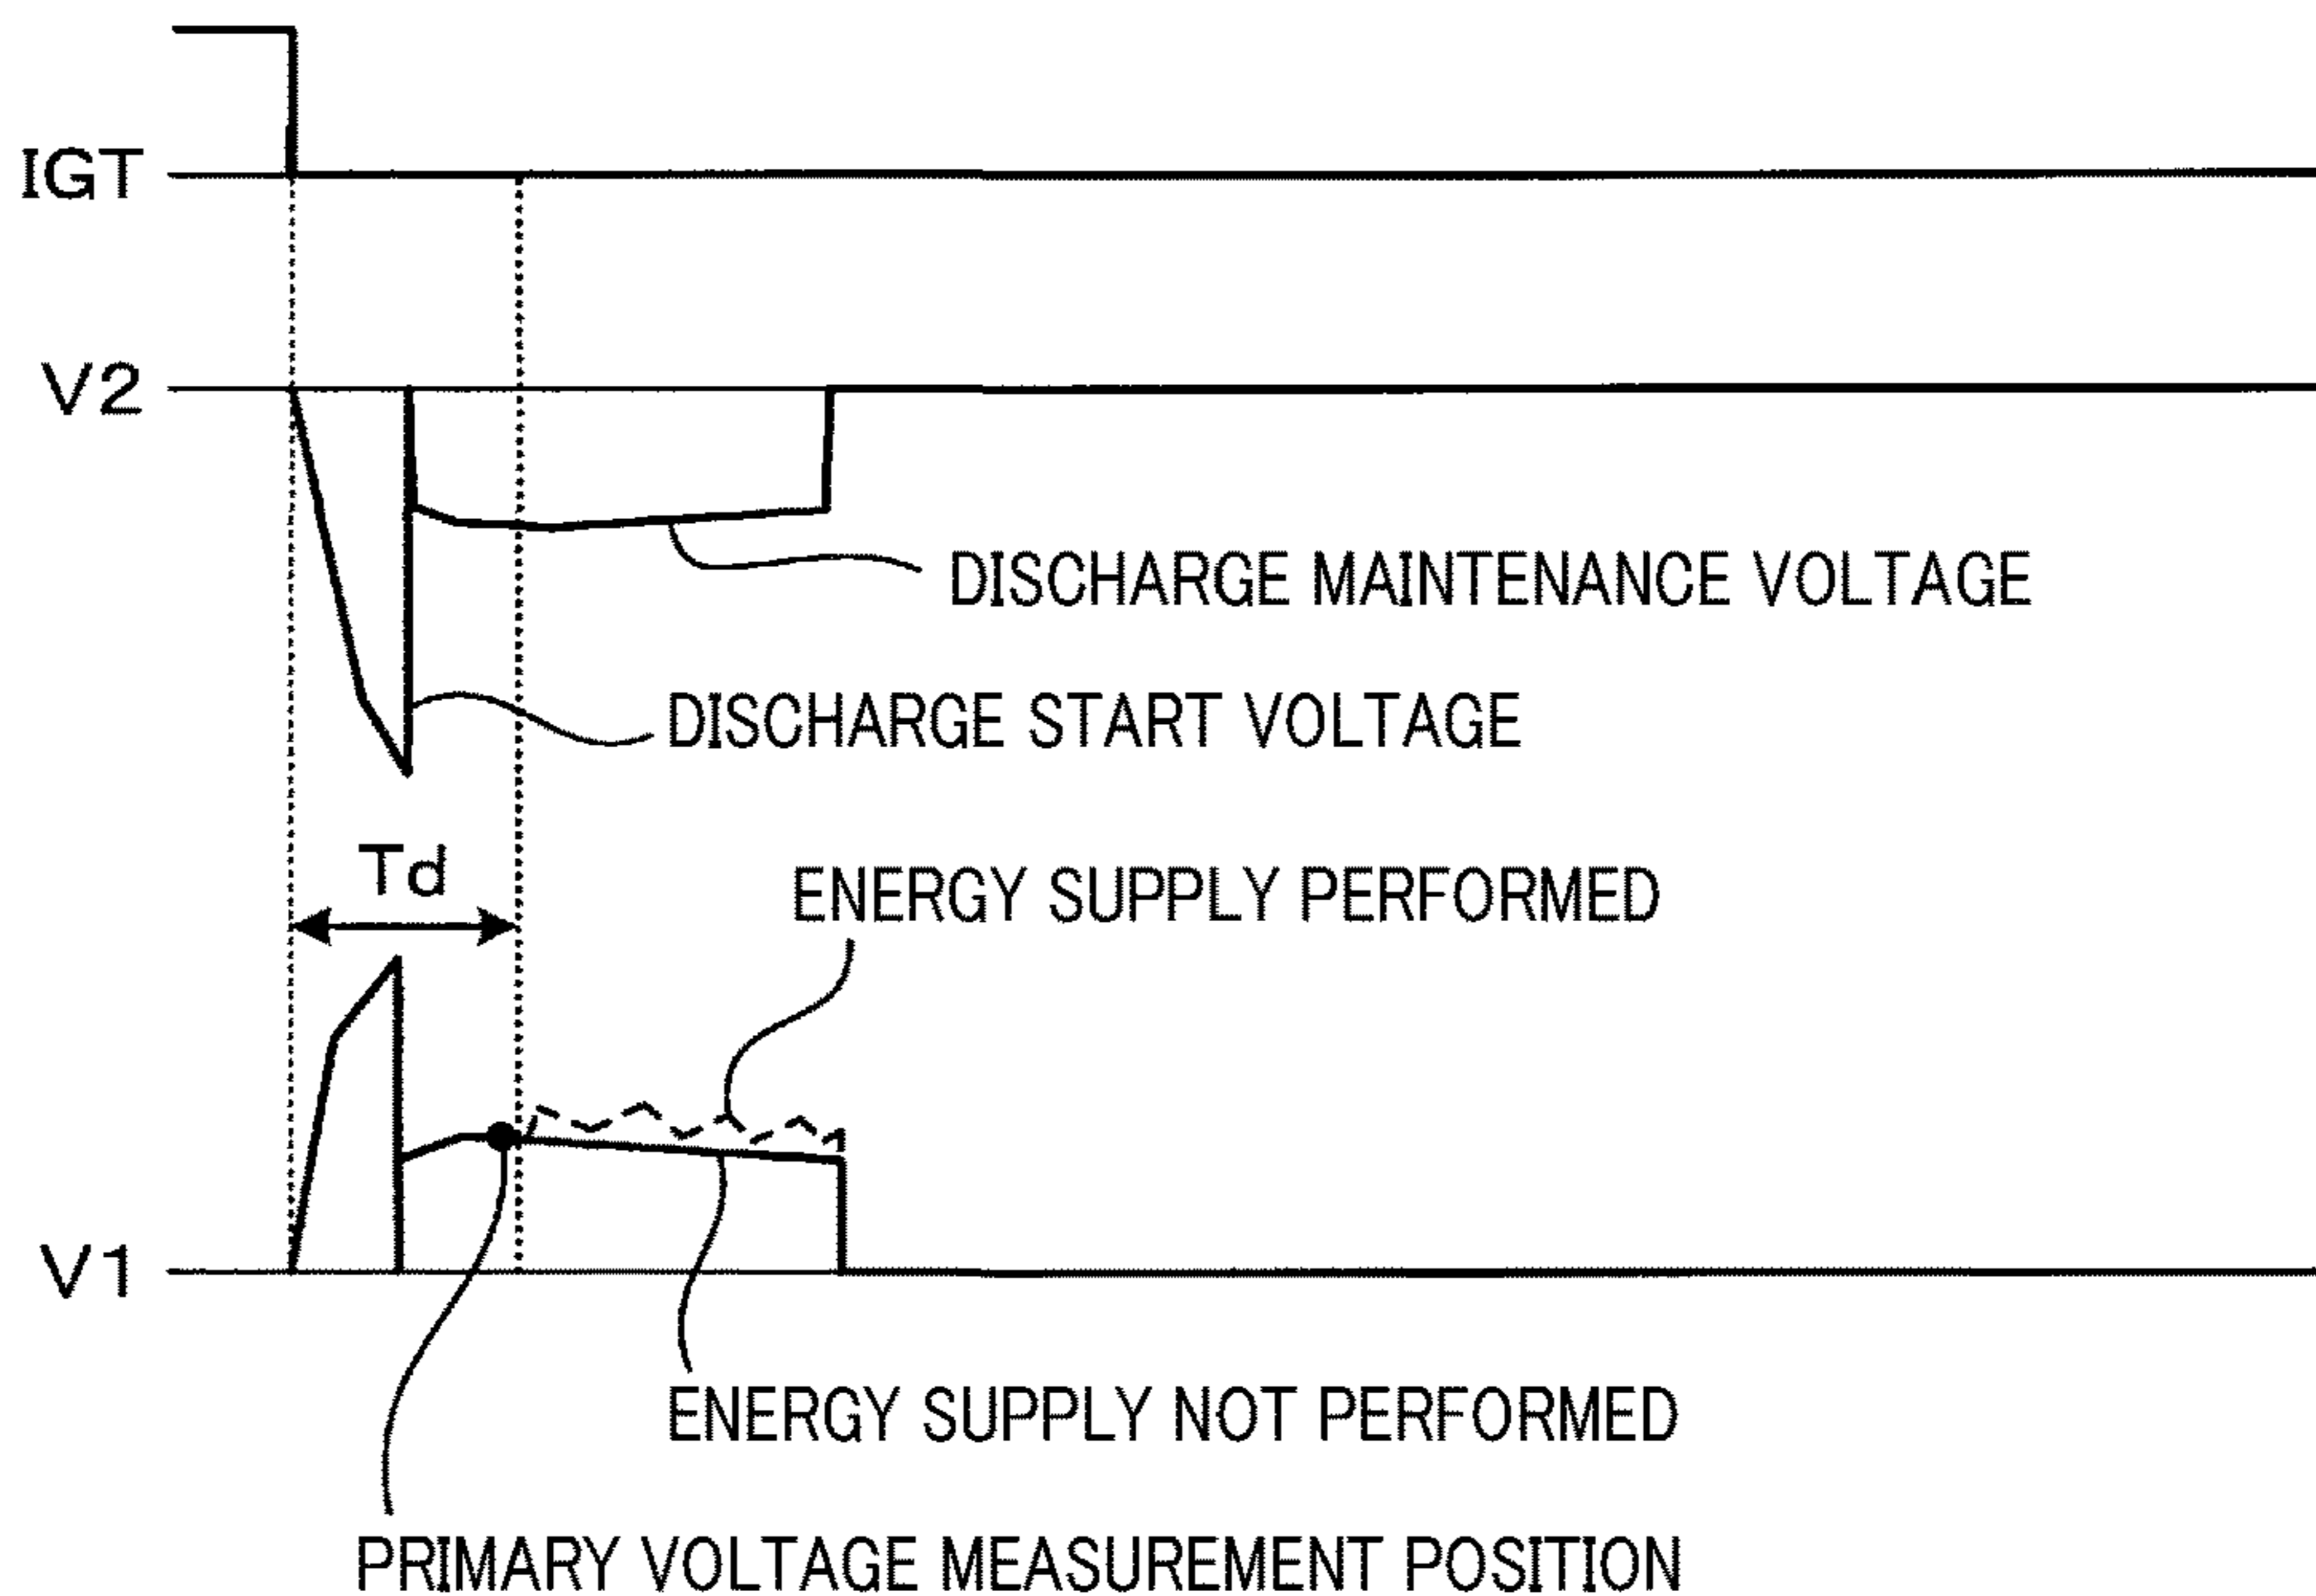 IGT
V2
DISCHARGE MAINTENANCE VOLTAGE
DISCHARGE START VOLTAGE
Td
ENERGY SUPPLY PERFORMED
V1
ENERGY SUPPLY NOT PERFORMED
PRIMARY VOLTAGE MEASUREMENT POSITION